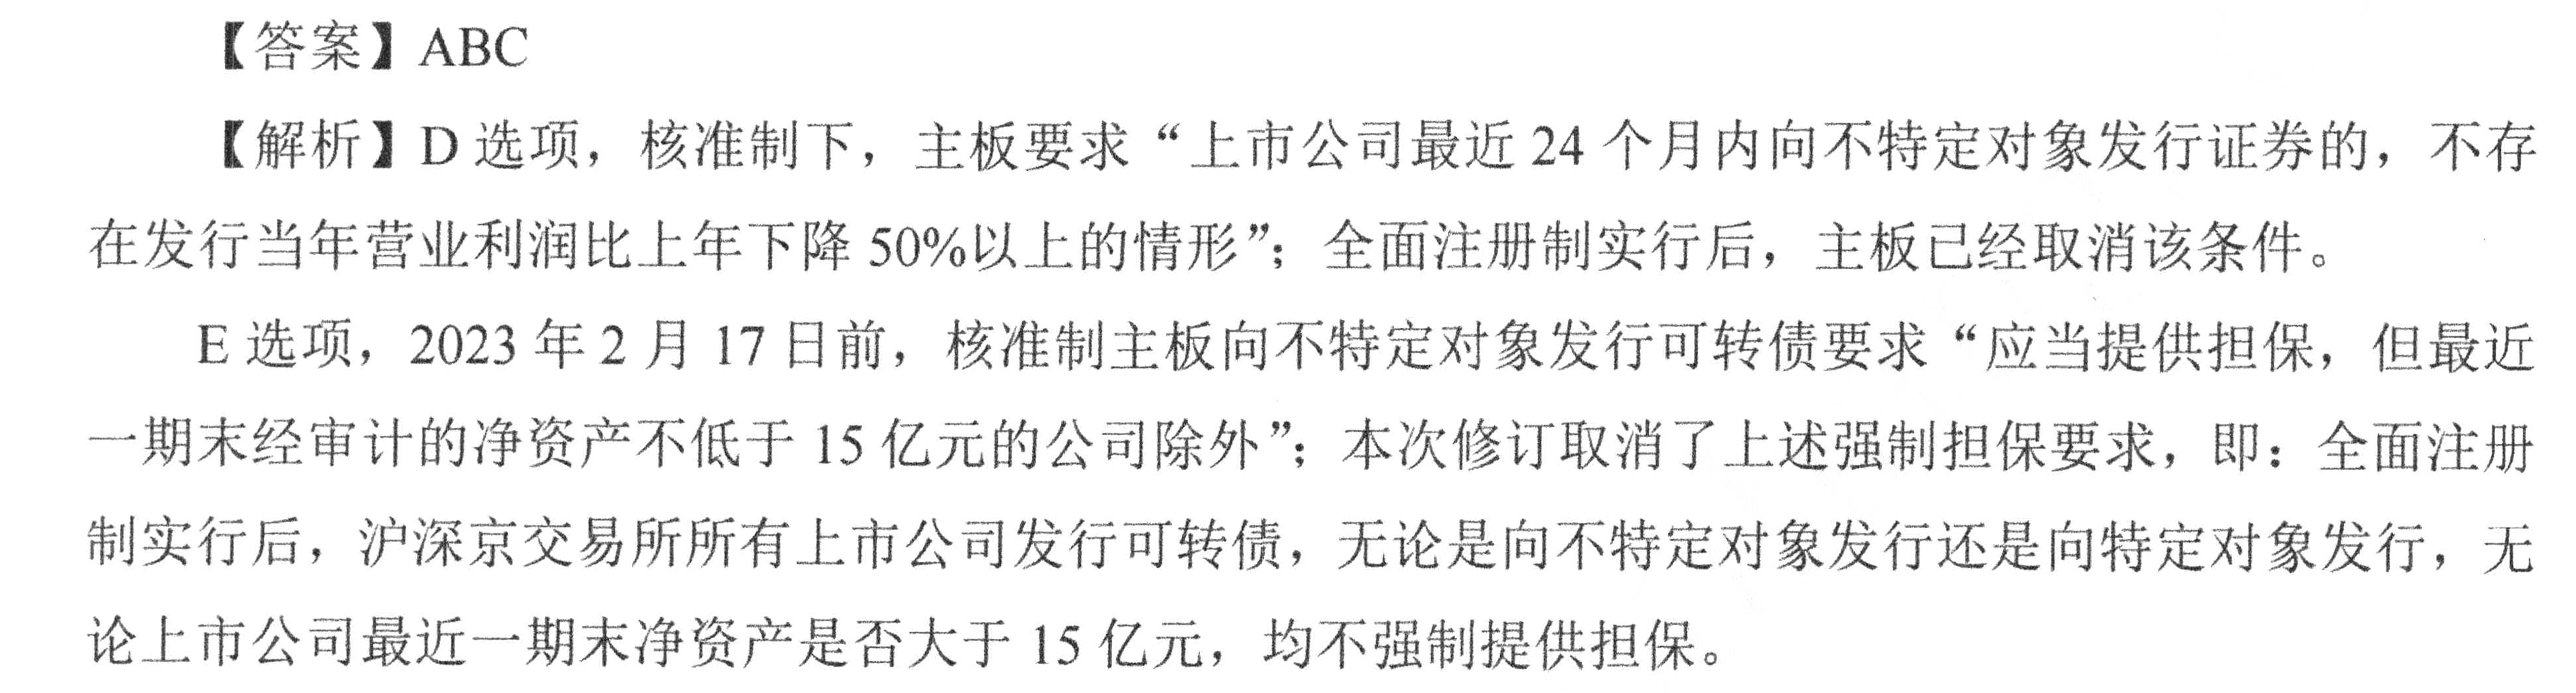 【答案】ABC
【解析】D 选项，核准制下，主板要求“上市公司最近 24 个月内向不特定对象发行证券的，不存
在发行当年营业利润比上年下降 50%以上的情形”；全面注册制实行后，主板已经取消该条件。
E 选项，2023 年 2 月 17 日前，核准制主板向不特定对象发行可转债要求“应当提供担保，但最近
一期末经审计的净资产不低于 15 亿元的公司除外”；本次修订取消了上述强制担保要求，即：全面注册
制实行后，沪深京交易所所有上市公司发行可转债，无论是向不特定对象发行还是向特定对象发行，无
论上市公司最近一期末净资产是否大于 15 亿元，均不强制提供担保。